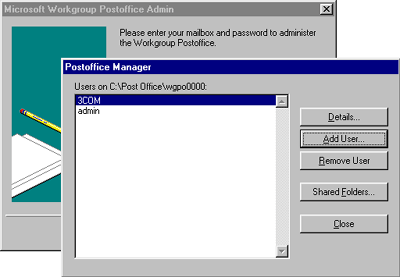 Microsoft Workgroup Postoffice Admin
Please enter your mailbox and password to administer
the Workgroup Postoffice.
Postoffice Manager
Users on C:\Post Office\wgpo0000:
3COM
admin
Details...
Add User...
Remove User
Shared Folders...
Close